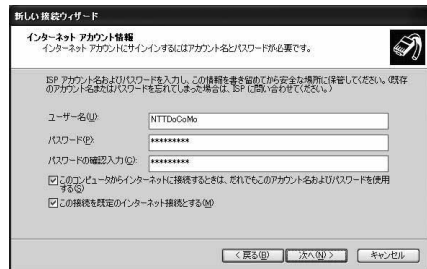 新しい接続ウィザード
インターネット アカウント情報
インターネット アカウントにサインインするにはアカウント名とパスワードが必要です。
ISP アカウント名およびパスワードを入力し、この情報を書き留めてから安全な場所に保管してください。(既存
のアカウント名またはパスワードを忘れてしまった場合は、ISP に問い合わせてください。)
ユーザー名(U):
NTTDoCoMo
パスワード(P):
*********
パスワードの確認入力(C):
*********
このコンピュータからインターネットに接続するときは、だれでもこのアカウント名およびパスワードを使用
する(S)
この接続を既定のインターネット接続とする(M)
< 戻る(B)
次へ(N) >
キャンセル